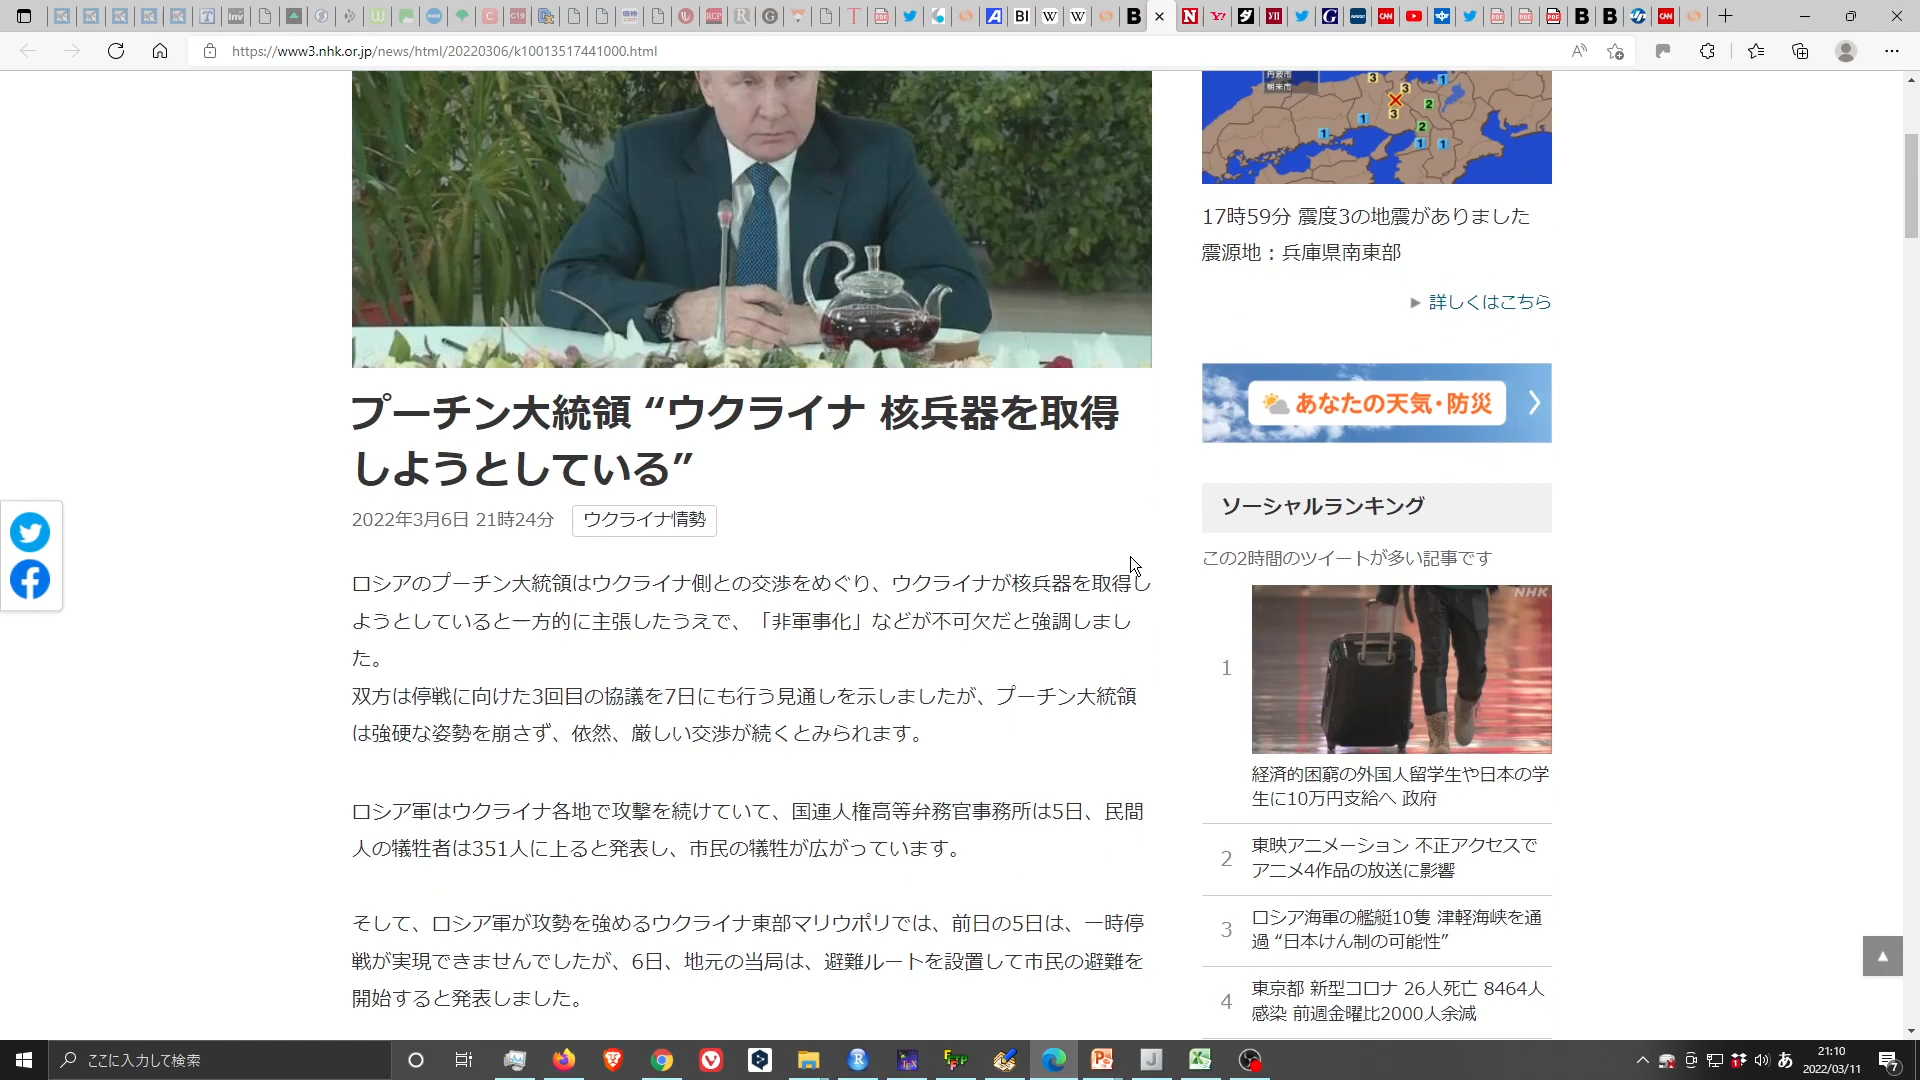 https://www3.nhk.or.jp/news/html/20220306/k10013517441000.html
3
3
3
2
2
1
1
1
1
1
17時59分 震度3の地震がありました
震源地：兵庫県南東部
詳しくはこちら
あなたの天気・防災
プーチン大統領 “ウクライナ 核兵器を取得
しようとしている”
2022年3月6日 21時24分
ウクライナ情勢
ロシアのプーチン大統領はウクライナ側との交渉をめぐり、ウクライナが核兵器を取得し
ようとしていると一方的に主張したうえで、「非軍事化」などが不可欠だと強調しまし
た。
双方は停戦に向けた3回目の協議を7日にも行う見通しを示しましたが、プーチン大統領
は強硬な姿勢を崩さず、依然、厳しい交渉が続くとみられます。
ロシア軍はウクライナ各地で攻撃を続けていて、国連人権高等弁務官事務所は5日、民間
人の犠牲者は351人に上ると発表し、市民の犠牲が広がっています。
そして、ロシア軍が攻勢を強めるウクライナ東部マリウポリでは、前日の5日は、一時停
戦が実現できませんでしたが、6日、地元の当局は、避難ルートを設置して市民の避難を
開始すると発表しました。
ソーシャルランキング
この2時間のツイートが多い記事です
NHK
1
経済的困窮の外国人留学生や日本の学
生に10万円支給へ 政府
2
東映アニメーション 不正アクセスで
アニメ4作品の放送に影響
3
ロシア海軍の艦艇10隻 津軽海峡を通
過 “日本けん制の可能性”
4
東京都 新型コロナ 26人死亡 8464人
感染 前週金曜比2000人余減
ここに入力して検索
あ
21:10
2022/03/11
7